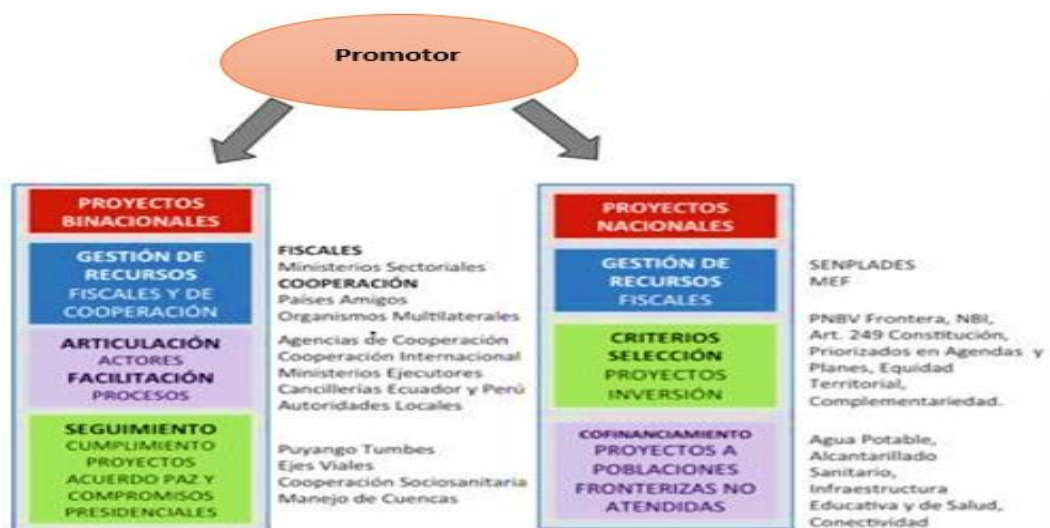 Promotor
PROYECTOS
BINACIONALES
GESTIÓN DE
RECURSOS
FISCALES Y DE
COOPERACIÓN
ARTICULACIÓN
ACTORES
FACILITACIÓN
PROCESOS
SEGUIMIENTO
CUMPLIMIENTO
PROYECTOS
ACUERDO PAZ Y
COMPROMISOS
PRESIDENCIALES
FISCALES
Ministerios Sectoriales
COOPERACIÓN
Países Amigos
Organismos Multilaterales
Agencias de Cooperación
Cooperación Internacional
Ministerios Ejecutores
Cancillerías Ecuador y Perú
Autoridades Locales
Puyango Tumbes
Ejes Viales
Cooperación Sociosanitaria
Manejo de Cuencas
PROYECTOS
NACIONALES
GESTIÓN DE
RECURSOS
FISCALES
CRITERIOS
SELECCIÓN
PROYECTOS
INVERSIÓN
COFINANCIAMIENTO
PROYECTOS A
POBLACIONES
FRONTERIZAS NO
ATENDIDAS
SENPLADES
MEF
PNBV Frontera, NBI,
Art. 249 Constitución,
Priorizados en Agendas y
Planes, Equidad
Territorial,
Complementariedad.
Agua Potable,
Alcantarillado
Sanitario,
Infraestructura
Educativa y de Salud,
Conectividad